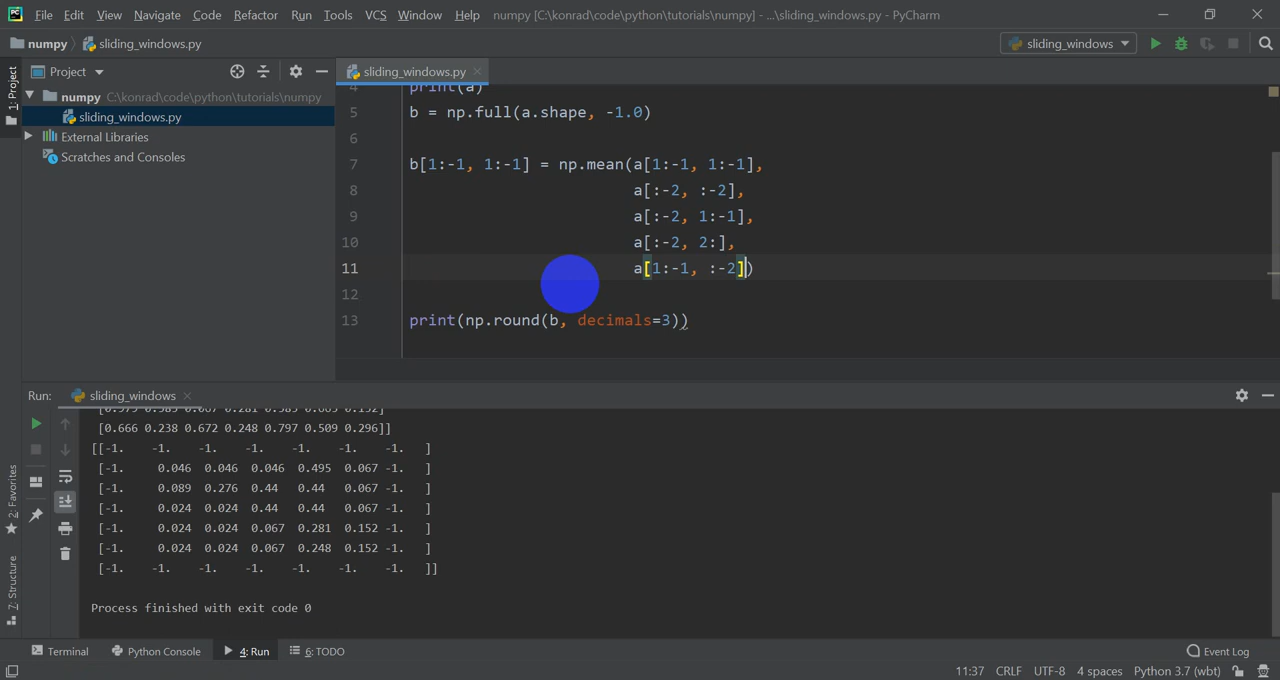 File Edit View Navigate Code Refactor Run Tools VCS Window Help numpy [C:\konrad\code\python\tutorials\numpy] - ...\sliding_windows.py - PyCharm
numpy sliding_windows.py sliding_windows
1: Project
Project
sliding_windows.py
numpy C:\konrad\code\python\tutorials\numpy
sliding_windows.py
External Libraries
Scratches and Consoles
4 print(a)
5 b = np.full(a.shape, -1.0)
6
7 b[1:-1, 1:-1] = np.mean(a[1:-1, 1:-1],
8 a[:-2, :-2],
9 a[:-2, 1:-1],
10 a[:-2, 2:],
11 a[1:-1, :-2])
12
13 print(np.round(b, decimals=3))
Run: sliding_windows
[0.666 0.238 0.672 0.248 0.797 0.509 0.296]]
[[-1. -1. -1. -1. -1. -1. -1. ]
[-1. 0.046 0.046 0.046 0.495 0.067 -1. ]
[-1. 0.089 0.276 0.44 0.44 0.067 -1. ]
[-1. 0.024 0.024 0.44 0.44 0.067 -1. ]
[-1. 0.024 0.024 0.067 0.281 0.152 -1. ]
[-1. 0.024 0.024 0.067 0.248 0.152 -1. ]
[-1. -1. -1. -1. -1. -1. -1. ]]
Process finished with exit code 0
2: Favorites
7: Structure
Terminal Python Console 4: Run 6: TODO Event Log
11:37 CRLF UTF-8 4 spaces Python 3.7 (wbt)